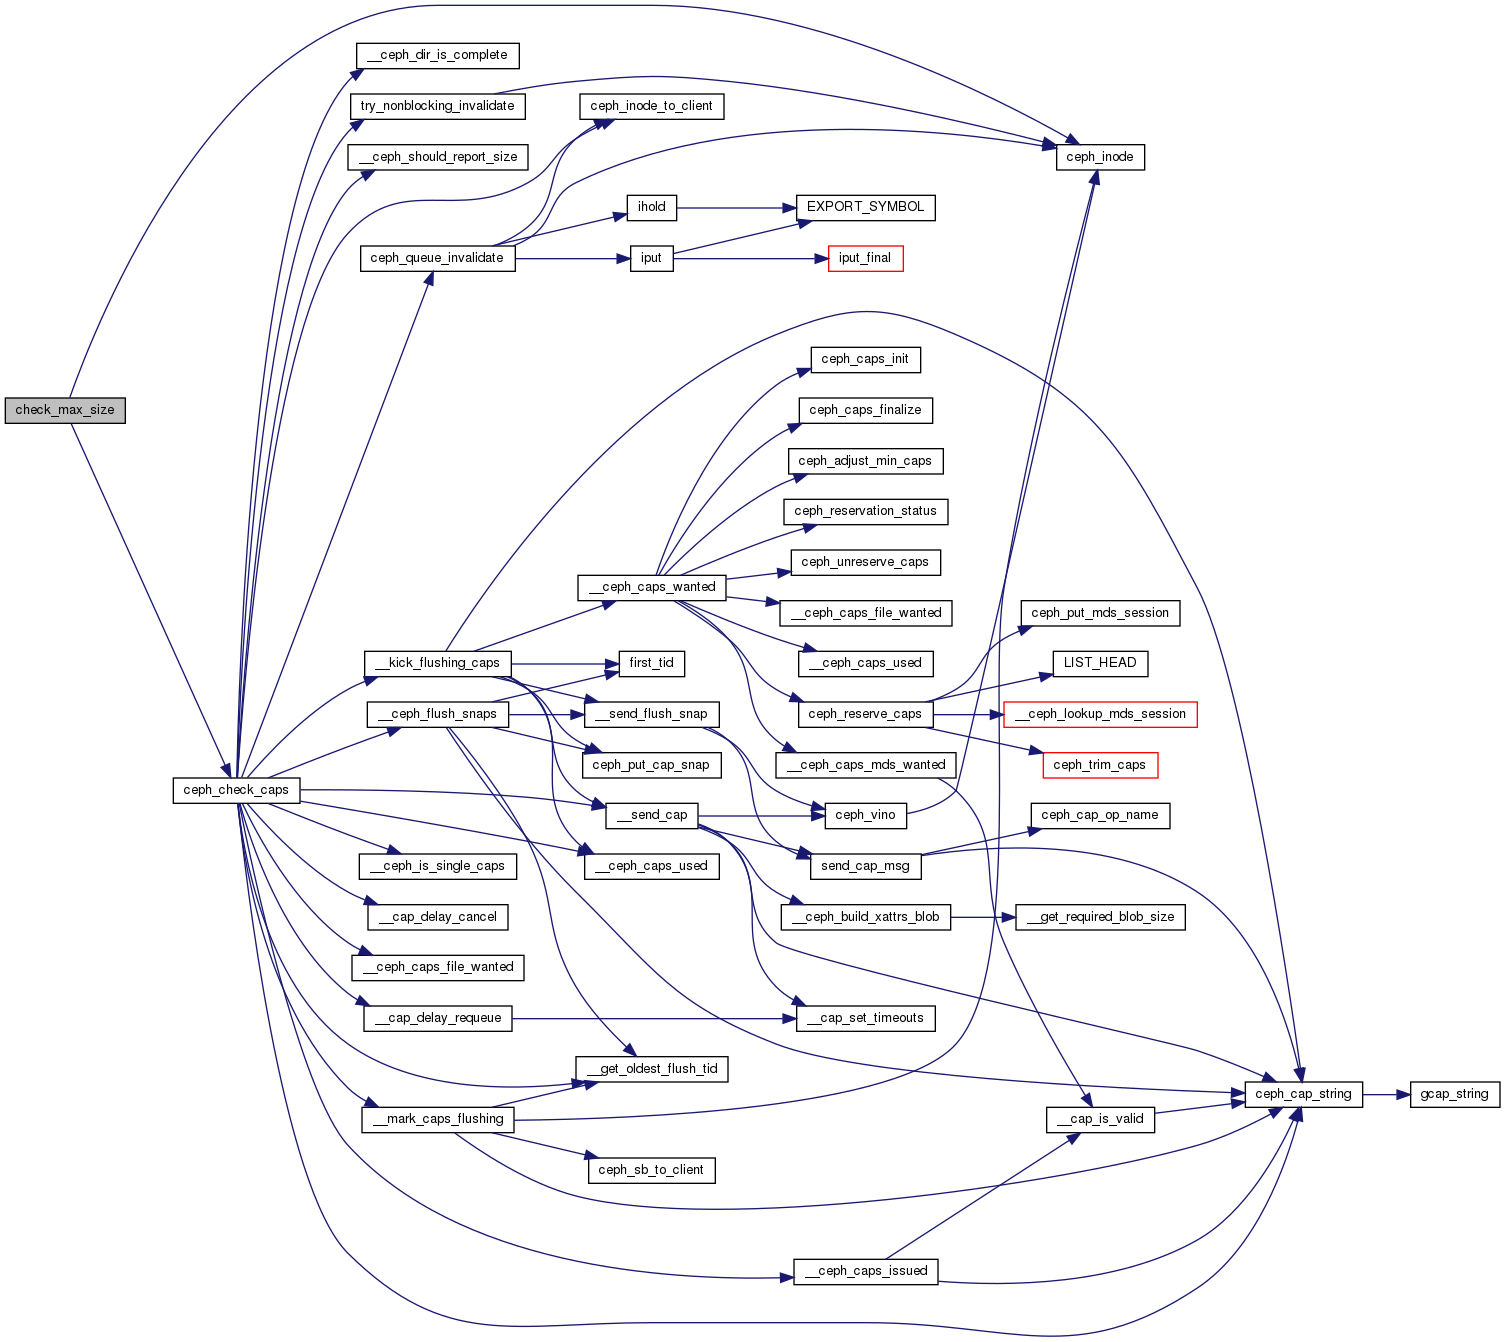 __ceph_dir_is_complete
try_nonblocking_invalidate
ceph_inode_to_client
__ceph_should_report_size
ceph_inode
ihold
EXPORT_SYMBOL
ceph_queue_invalidate
iput
iput_final
ceph_caps_init
check_max_size
ceph_caps_finalize
ceph_adjust_min_caps
ceph_reservation_status
ceph_unreserve_caps
__ceph_caps_wanted
__ceph_caps_file_wanted
ceph_put_mds_session
__kick_flushing_caps
first_tid
__ceph_caps_used
LIST_HEAD
__ceph_flush_snaps
__send_flush_snap
ceph_reserve_caps
__ceph_lookup_mds_session
ceph_put_cap_snap
__ceph_caps_mds_wanted
ceph_trim_caps
ceph_check_caps
__send_cap
ceph_vino
ceph_cap_op_name
__ceph_is_single_caps
__ceph_caps_used
send_cap_msg
__cap_delay_cancel
__ceph_build_xattrs_blob
__get_required_blob_size
__ceph_caps_file_wanted
__cap_delay_requeue
__cap_set_timeouts
__get_oldest_flush_tid
ceph_cap_string
gcap_string
__mark_caps_flushing
__cap_is_valid
ceph_sb_to_client
__ceph_caps_issued